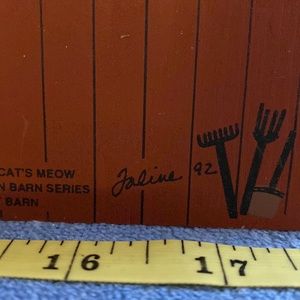 CAT'S MEOW
N BARN SERIES
BARN
Faline 92
16 17